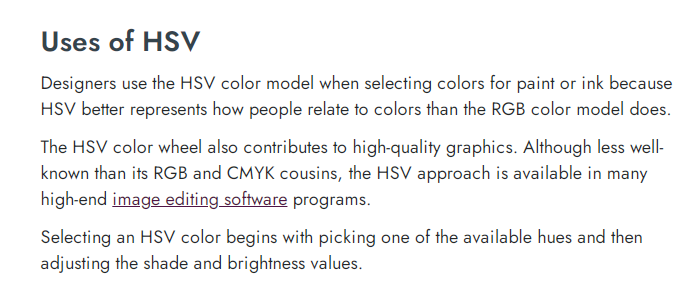 Uses of HSV
Designers use the HSV color model when selecting colors for paint or ink because
HSV better represents how people relate to colors than the RGB color model does.
The HSV color wheel also contributes to high-quality graphics. Although less well-
known than its RGB and CMYK cousins, the HSV approach is available in many
high-end image editing software programs.
Selecting an HSV color begins with picking one of the available hues and then
adjusting the shade and brightness values.